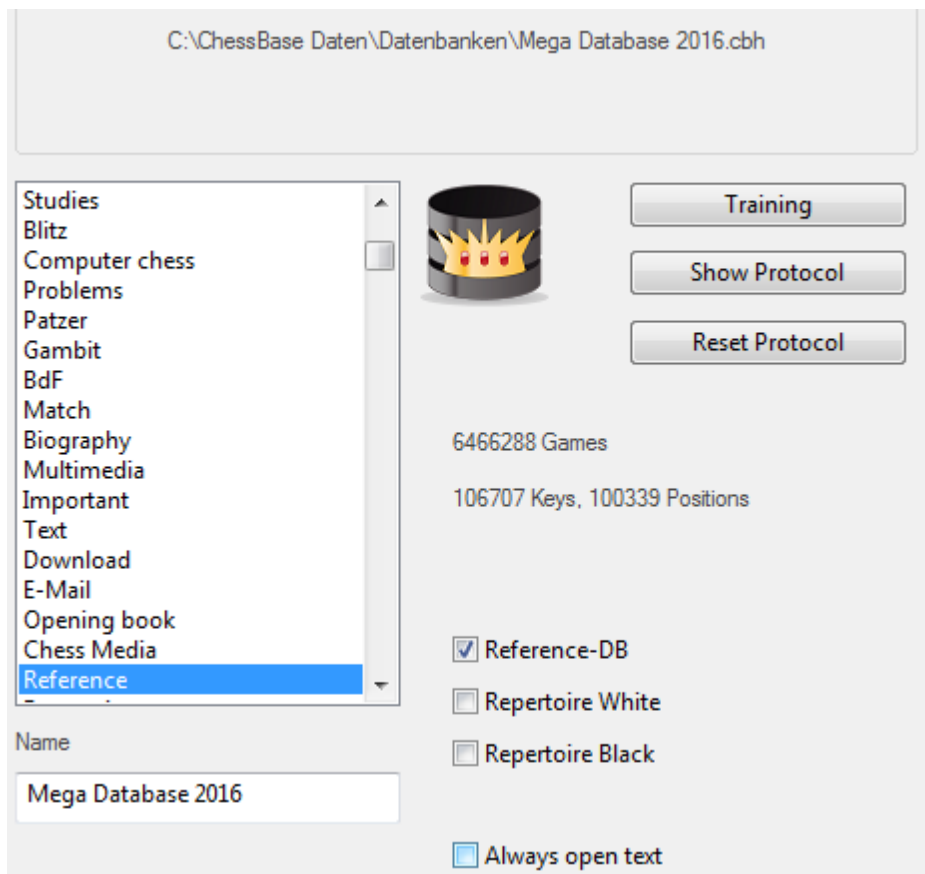 C:\ChessBase Daten\Datenbanken\Mega Database 2016.cbh
Studies
Blitz
Computer chess
Problems
Patzer
Gambit
BdF
Match
Biography
Multimedia
Important
Text
Download
E-Mail
Opening book
Chess Media
Reference
Name
Mega Database 2016
Training
Show Protocol
Reset Protocol
6466288 Games
106707 Keys, 100339 Positions
Reference-DB
Repertoire White
Repertoire Black
Always open text